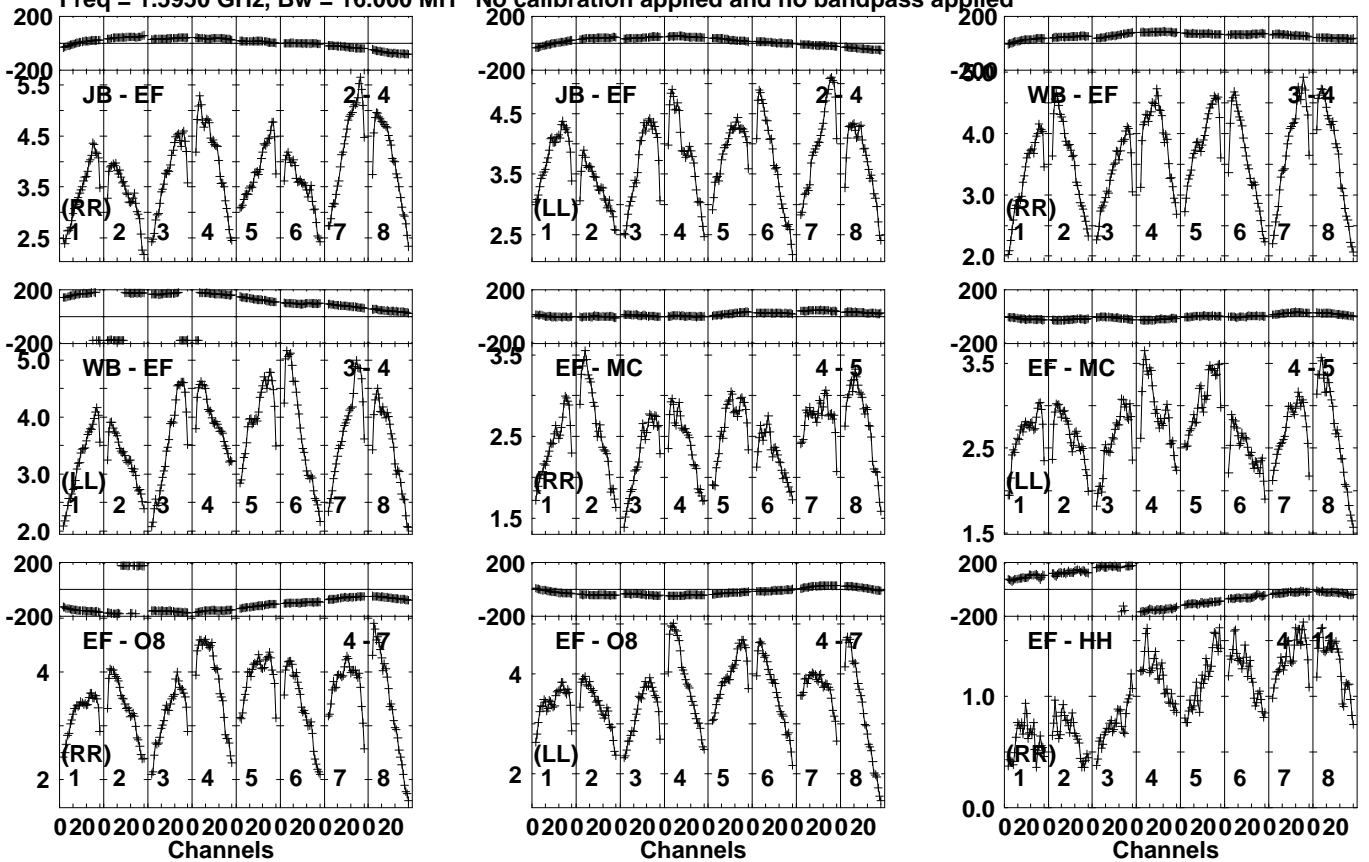 Freq = 1.5950 GHz, Bw = 16.000 MH No calibration applied and no bandpass applied
200 200 200
-200 -200 -200
5.5 JB - EF 2 - 4 JB - EF 2 - 4 5.0 WB - EF 3 - 4
4.5 4.5 4.0
3.5 3.5 3.0
(RR) (LL) (RR)
2.5 1 2 3 4 5 6 7 8 2.5 1 2 3 4 5 6 7 8 2.0 1 2 3 4 5 6 7 8
200 200 200
-200 -200 -200
5.0 WB - EF 3 - 4 3.5 EF - MC 4 - 5 3.5 EF - MC 4 - 5
4.0 2.5 2.5
3.0
(LL) (RR) (LL)
2.0 1 2 3 4 5 6 7 8 1.5 1 2 3 4 5 6 7 8 1.5 1 2 3 4 5 6 7 8
200 200 200
-200 -200 -200
EF - O8 4 - 7 EF - O8 4 - 7 EF - HH 4 - 11
4 4 1.0
(RR) (LL) (RR)
2 1 2 3 4 5 6 7 8 2 1 2 3 4 5 6 7 8 0.0 1 2 3 4 5 6 7 8
0 20 0 20 0 20 0 20 0 20 0 20 0 20 0 20 0 20 0 20 0 20 0 20 0 20 0 20 0 20 0 20 0 20 0 20 0 20 0 20 0 20 0 20 0 20 0 20
Channels Channels Channels